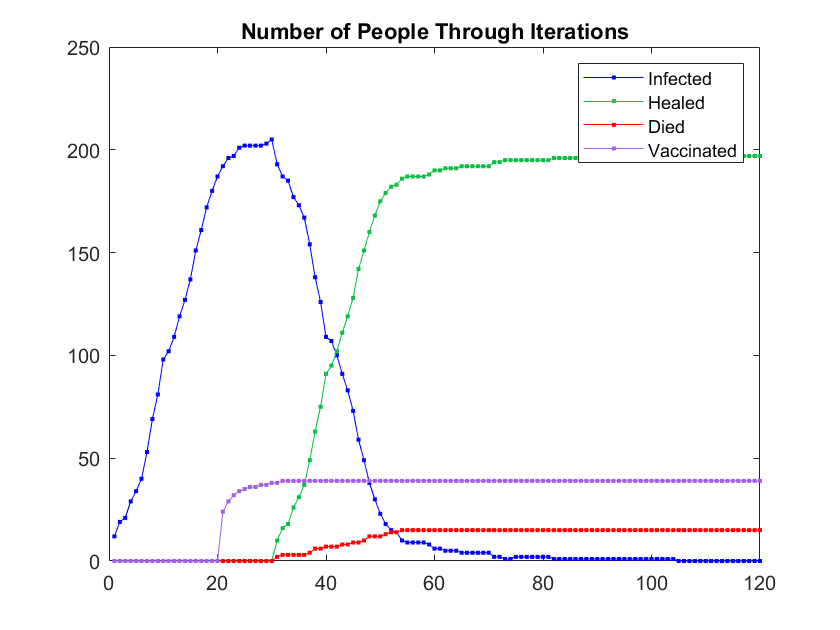 Number of People Through Iterations
250
200
150
100
50
0
0 20 40 60 80 100 120
Infected
Healed
Died
Vaccinated